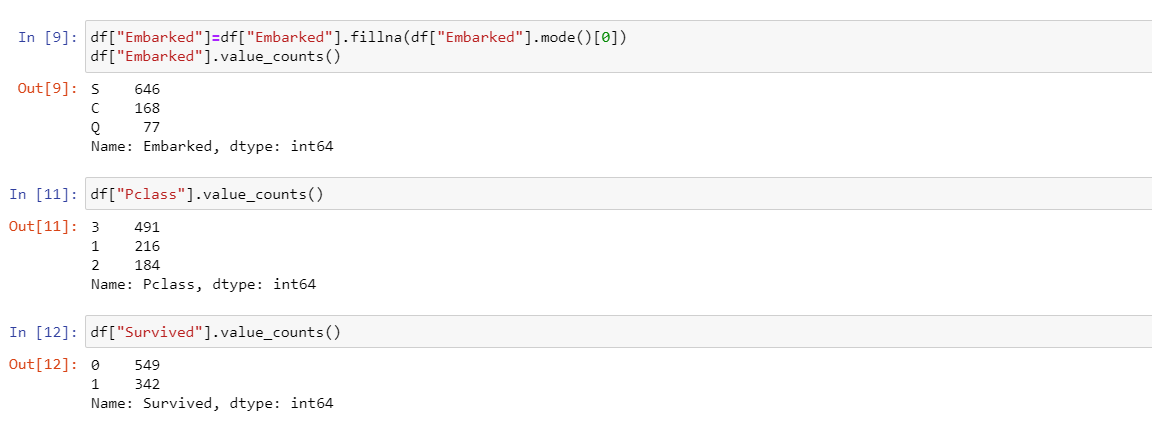 In [9]: df["Embarked"]=df["Embarked"].fillna(df["Embarked"].mode()[0])
df["Embarked"].value_counts()
Out[9]: S    646
C    168
Q     77
Name: Embarked, dtype: int64
In [11]: df["Pclass"].value_counts()
Out[11]: 3    491
1    216
2    184
Name: Pclass, dtype: int64
In [12]: df["Survived"].value_counts()
Out[12]: 0    549
1    342
Name: Survived, dtype: int64